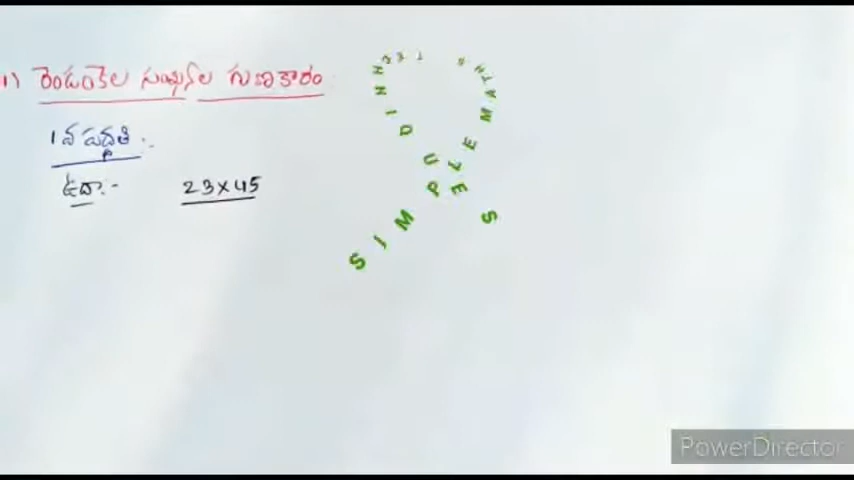 1) రెండంకెల సంఖ్యల గుణకారం
1వ పద్ధతి :-
ఉదా:- 23×45
SIMPLE MATHS
PowerDirector